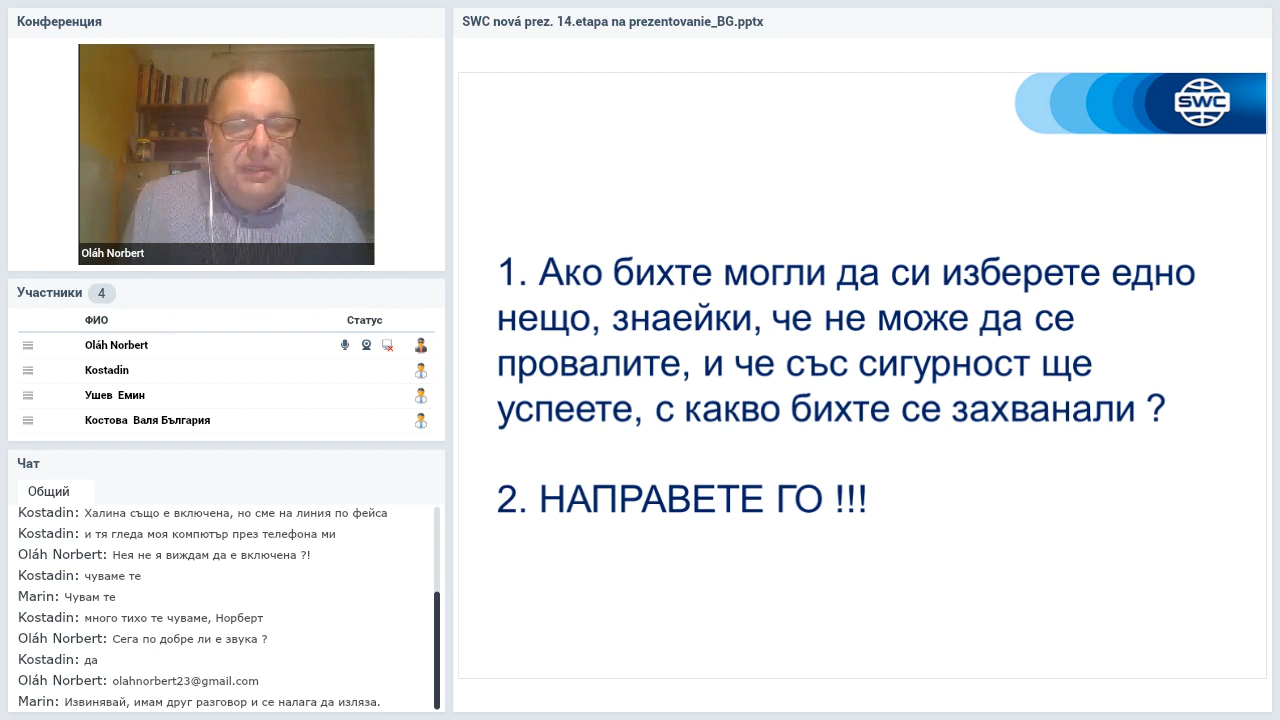 Конференция
Oláh Norbert
Участники 4
ФИО Статус
Oláh Norbert
Kostadin
Ушев Емин
Костова Валя България
Чат
Общий
Kostadin: Халина също е включена, но сме на линия по фейса
Kostadin: и тя гледа моя компютър през телефона ми
Oláh Norbert: Нея не я виждам да е включена ?!
Kostadin: чуваме те
Marin: Чувам те
Kostadin: много тихо те чуваме, Норберт
Oláh Norbert: Сега по добре ли е звука ?
Kostadin: да
Oláh Norbert: olahnorbert23@gmail.com
Marin: Извинявай, имам друг разговор и се налага да изляза.
SWC nová prez. 14.etapa na prezentovanie_BG.pptx
SWC
1. Ако бихте могли да си изберете едно
нещо, знаейки, че не може да се
провалите, и че със сигурност ще
успеете, с какво бихте се захванали ?
2. НАПРАВЕТЕ ГО !!!